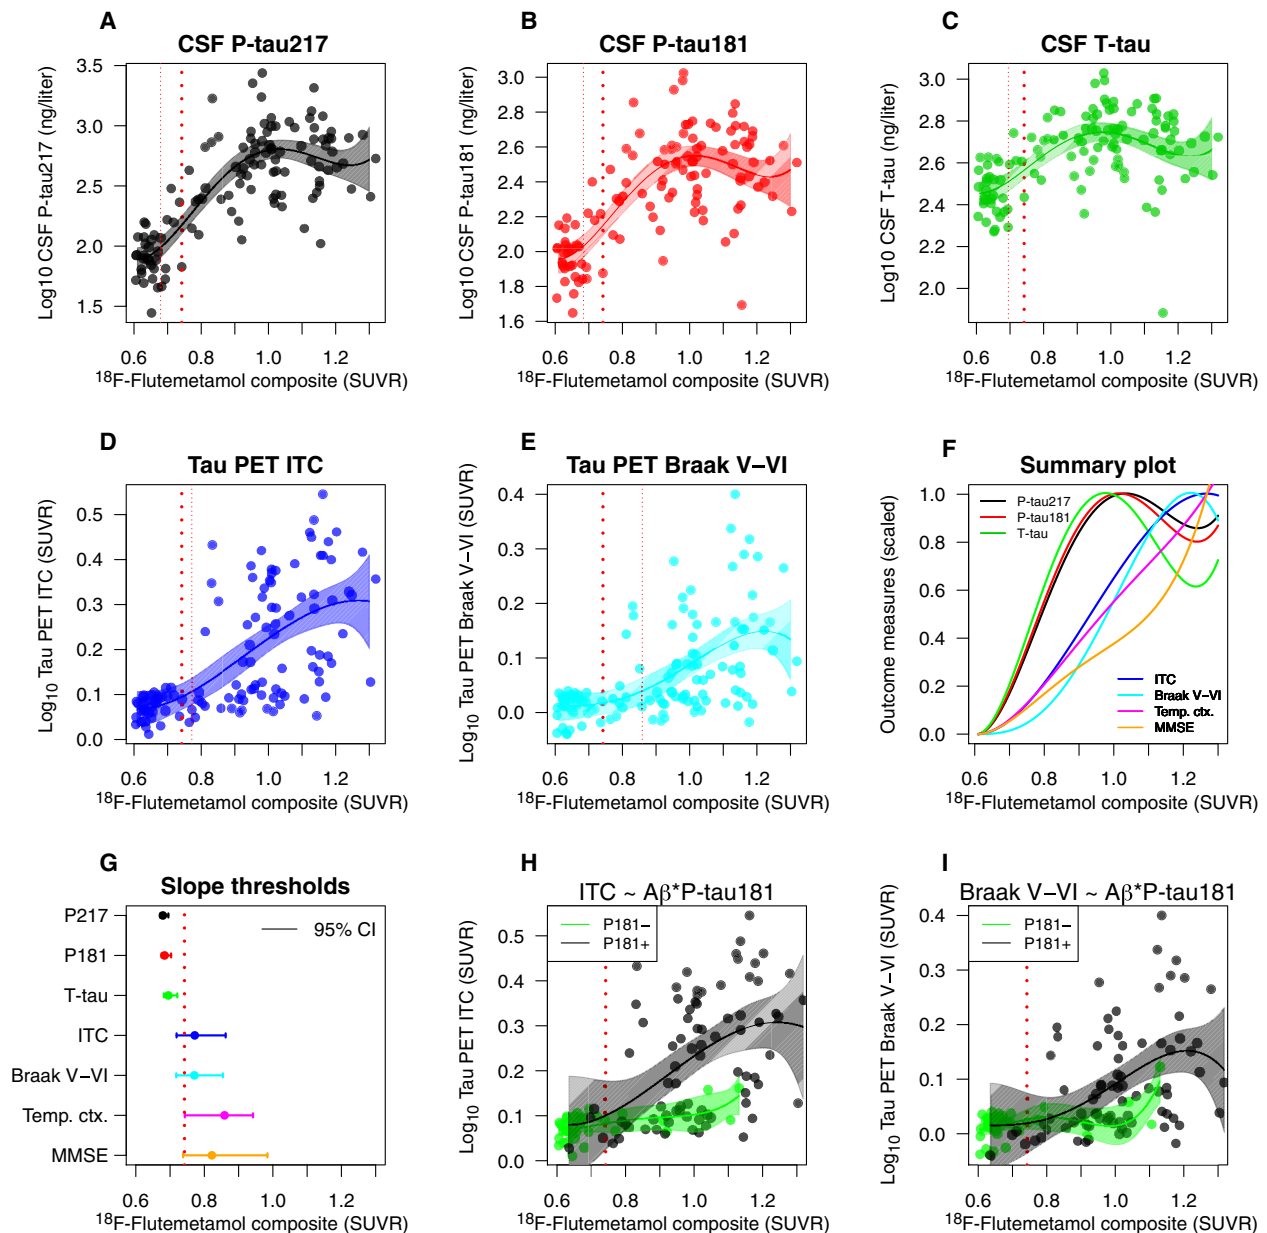 A
CSF P-tau217
Log10 CSF P-tau217 (ng/liter)
3.5
3.0
2.5
2.0
1.5
0.6 0.8 1.0 1.2
18F-Flutemetamol composite (SUVR)
B
CSF P-tau181
Log10 CSF P-tau181 (ng/liter)
3.0
2.8
2.6
2.4
2.2
2.0
1.8
1.6
0.6 0.8 1.0 1.2
18F-Flutemetamol composite (SUVR)
C
CSF T-tau
Log10 CSF T-tau (ng/liter)
3.0
2.8
2.6
2.4
2.2
2.0
0.6 0.8 1.0 1.2
18F-Flutemetamol composite (SUVR)
D
Tau PET ITC
Log10 Tau PET ITC (SUVR)
0.5
0.4
0.3
0.2
0.1
0.0
0.6 0.8 1.0 1.2
18F-Flutemetamol composite (SUVR)
E
Tau PET Braak V−VI
Log10 Tau PET Braak V−VI (SUVR)
0.4
0.3
0.2
0.1
0.0
0.6 0.8 1.0 1.2
18F-Flutemetamol composite (SUVR)
F
Summary plot
Outcome measures (scaled)
1.0
0.8
0.6
0.4
0.2
0.0
P-tau217
P-tau181
T-tau
ITC
Braak V−VI
Temp. ctx.
MMSE
0.6 0.8 1.0 1.2
18F-Flutemetamol composite (SUVR)
G
Slope thresholds
95% CI
P217
P181
T-tau
ITC
Braak V−VI
Temp. ctx.
MMSE
0.6 0.8 1.0 1.2
18F-Flutemetamol composite (SUVR)
H
ITC ~ Aβ*P-tau181
Log10 Tau PET ITC (SUVR)
P181−
P181+
0.5
0.4
0.3
0.2
0.1
0.0
0.6 0.8 1.0 1.2
18F-Flutemetamol composite (SUVR)
I
Braak V−VI ~ Aβ*P-tau181
Log10 Tau PET Braak V−VI (SUVR)
P181−
P181+
0.4
0.3
0.2
0.1
0.0
0.6 0.8 1.0 1.2
18F-Flutemetamol composite (SUVR)